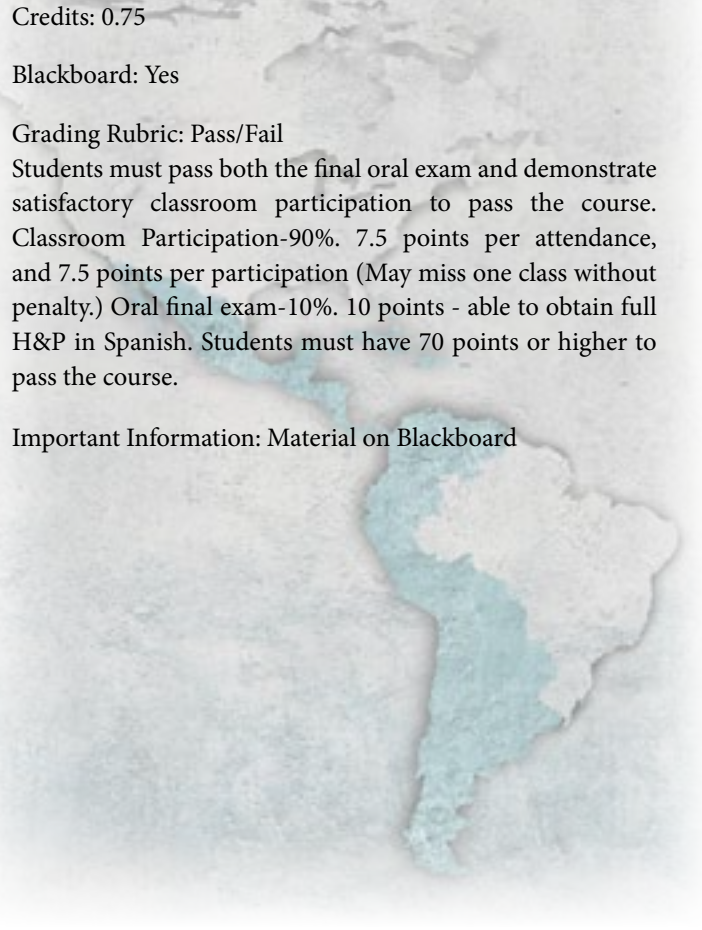 Credits: 0.75
Blackboard: Yes
Grading Rubric: Pass/Fail
Students must pass both the final oral exam and demonstrate
satisfactory classroom participation to pass the course.
Classroom Participation-90%. 7.5 points per attendance,
and 7.5 points per participation (May miss one class without
penalty.) Oral final exam-10%. 10 points - able to obtain full
H&P in Spanish. Students must have 70 points or higher to
pass the course.
Important Information: Material on Blackboard